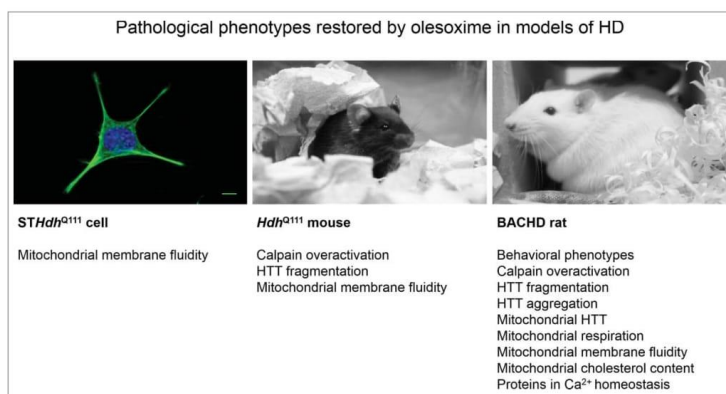 Pathological phenotypes restored by olesoxime in models of HD
STHdhQ111 cell
Mitochondrial membrane fluidity
HdhQ111 mouse
Calpain overactivation
HTT fragmentation
Mitochondrial membrane fluidity
BACHD rat
Behavioral phenotypes
Calpain overactivation
HTT fragmentation
HTT aggregation
Mitochondrial HTT
Mitochondrial respiration
Mitochondrial membrane fluidity
Mitochondrial cholesterol content
Proteins in Ca2+ homeostasis